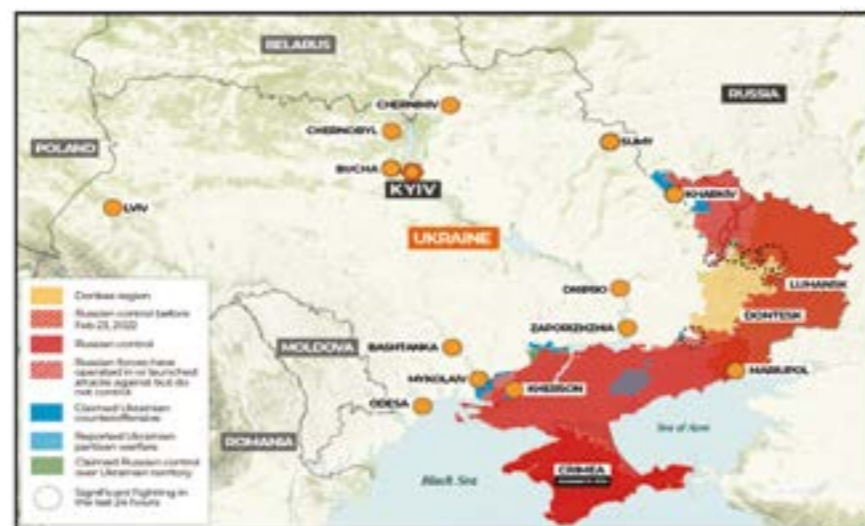 BELARUS
RUSSIA
CHERNIHIV
CHERNOBYL
POLAND
SUMY
BUCHA
KYIV
KHARKIV
LVIV
UKRAINE
LUHANSK
DNIPRO
DONTESK
ZAPORIZHZHIA
MOLDOVA
BASHTANKA
MARIUPOL
MYKOLAIV
KHERSON
ODESA
ROMANIA
Sea of Azov
Black Sea
CRIMEA
Donbas region
Russian control before
Feb 23, 2022
Russian control
Russian forces have
operated in or launched
attacks against but do
not control
Claimed Ukrainian
counteroffensive
Reported Ukrainian
partisan warfare
Claimed Russian control
over Ukrainian territory
Significant fighting in
the last 24 hours